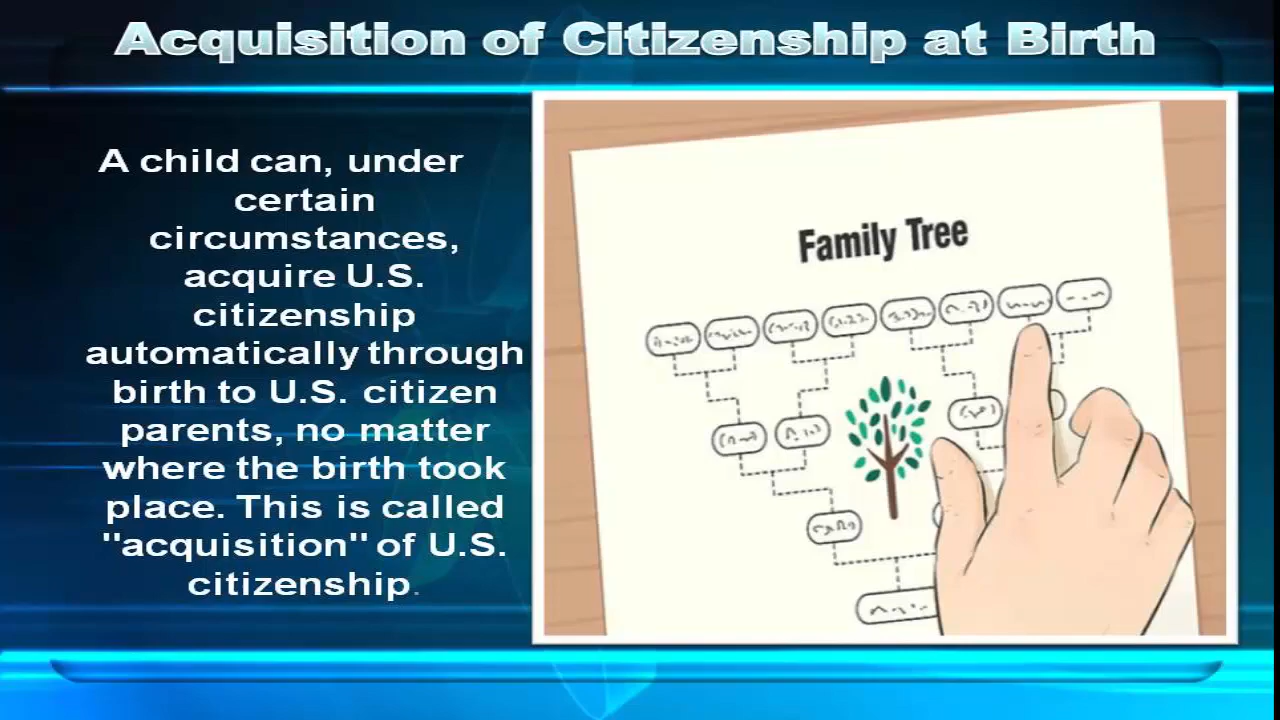 Acquisition of Citizenship at Birth
A child can, under
certain
circumstances,
acquire U.S.
citizenship
automatically through
birth to U.S. citizen
parents, no matter
where the birth took
place. This is called
"acquisition" of U.S.
citizenship.
Family Tree